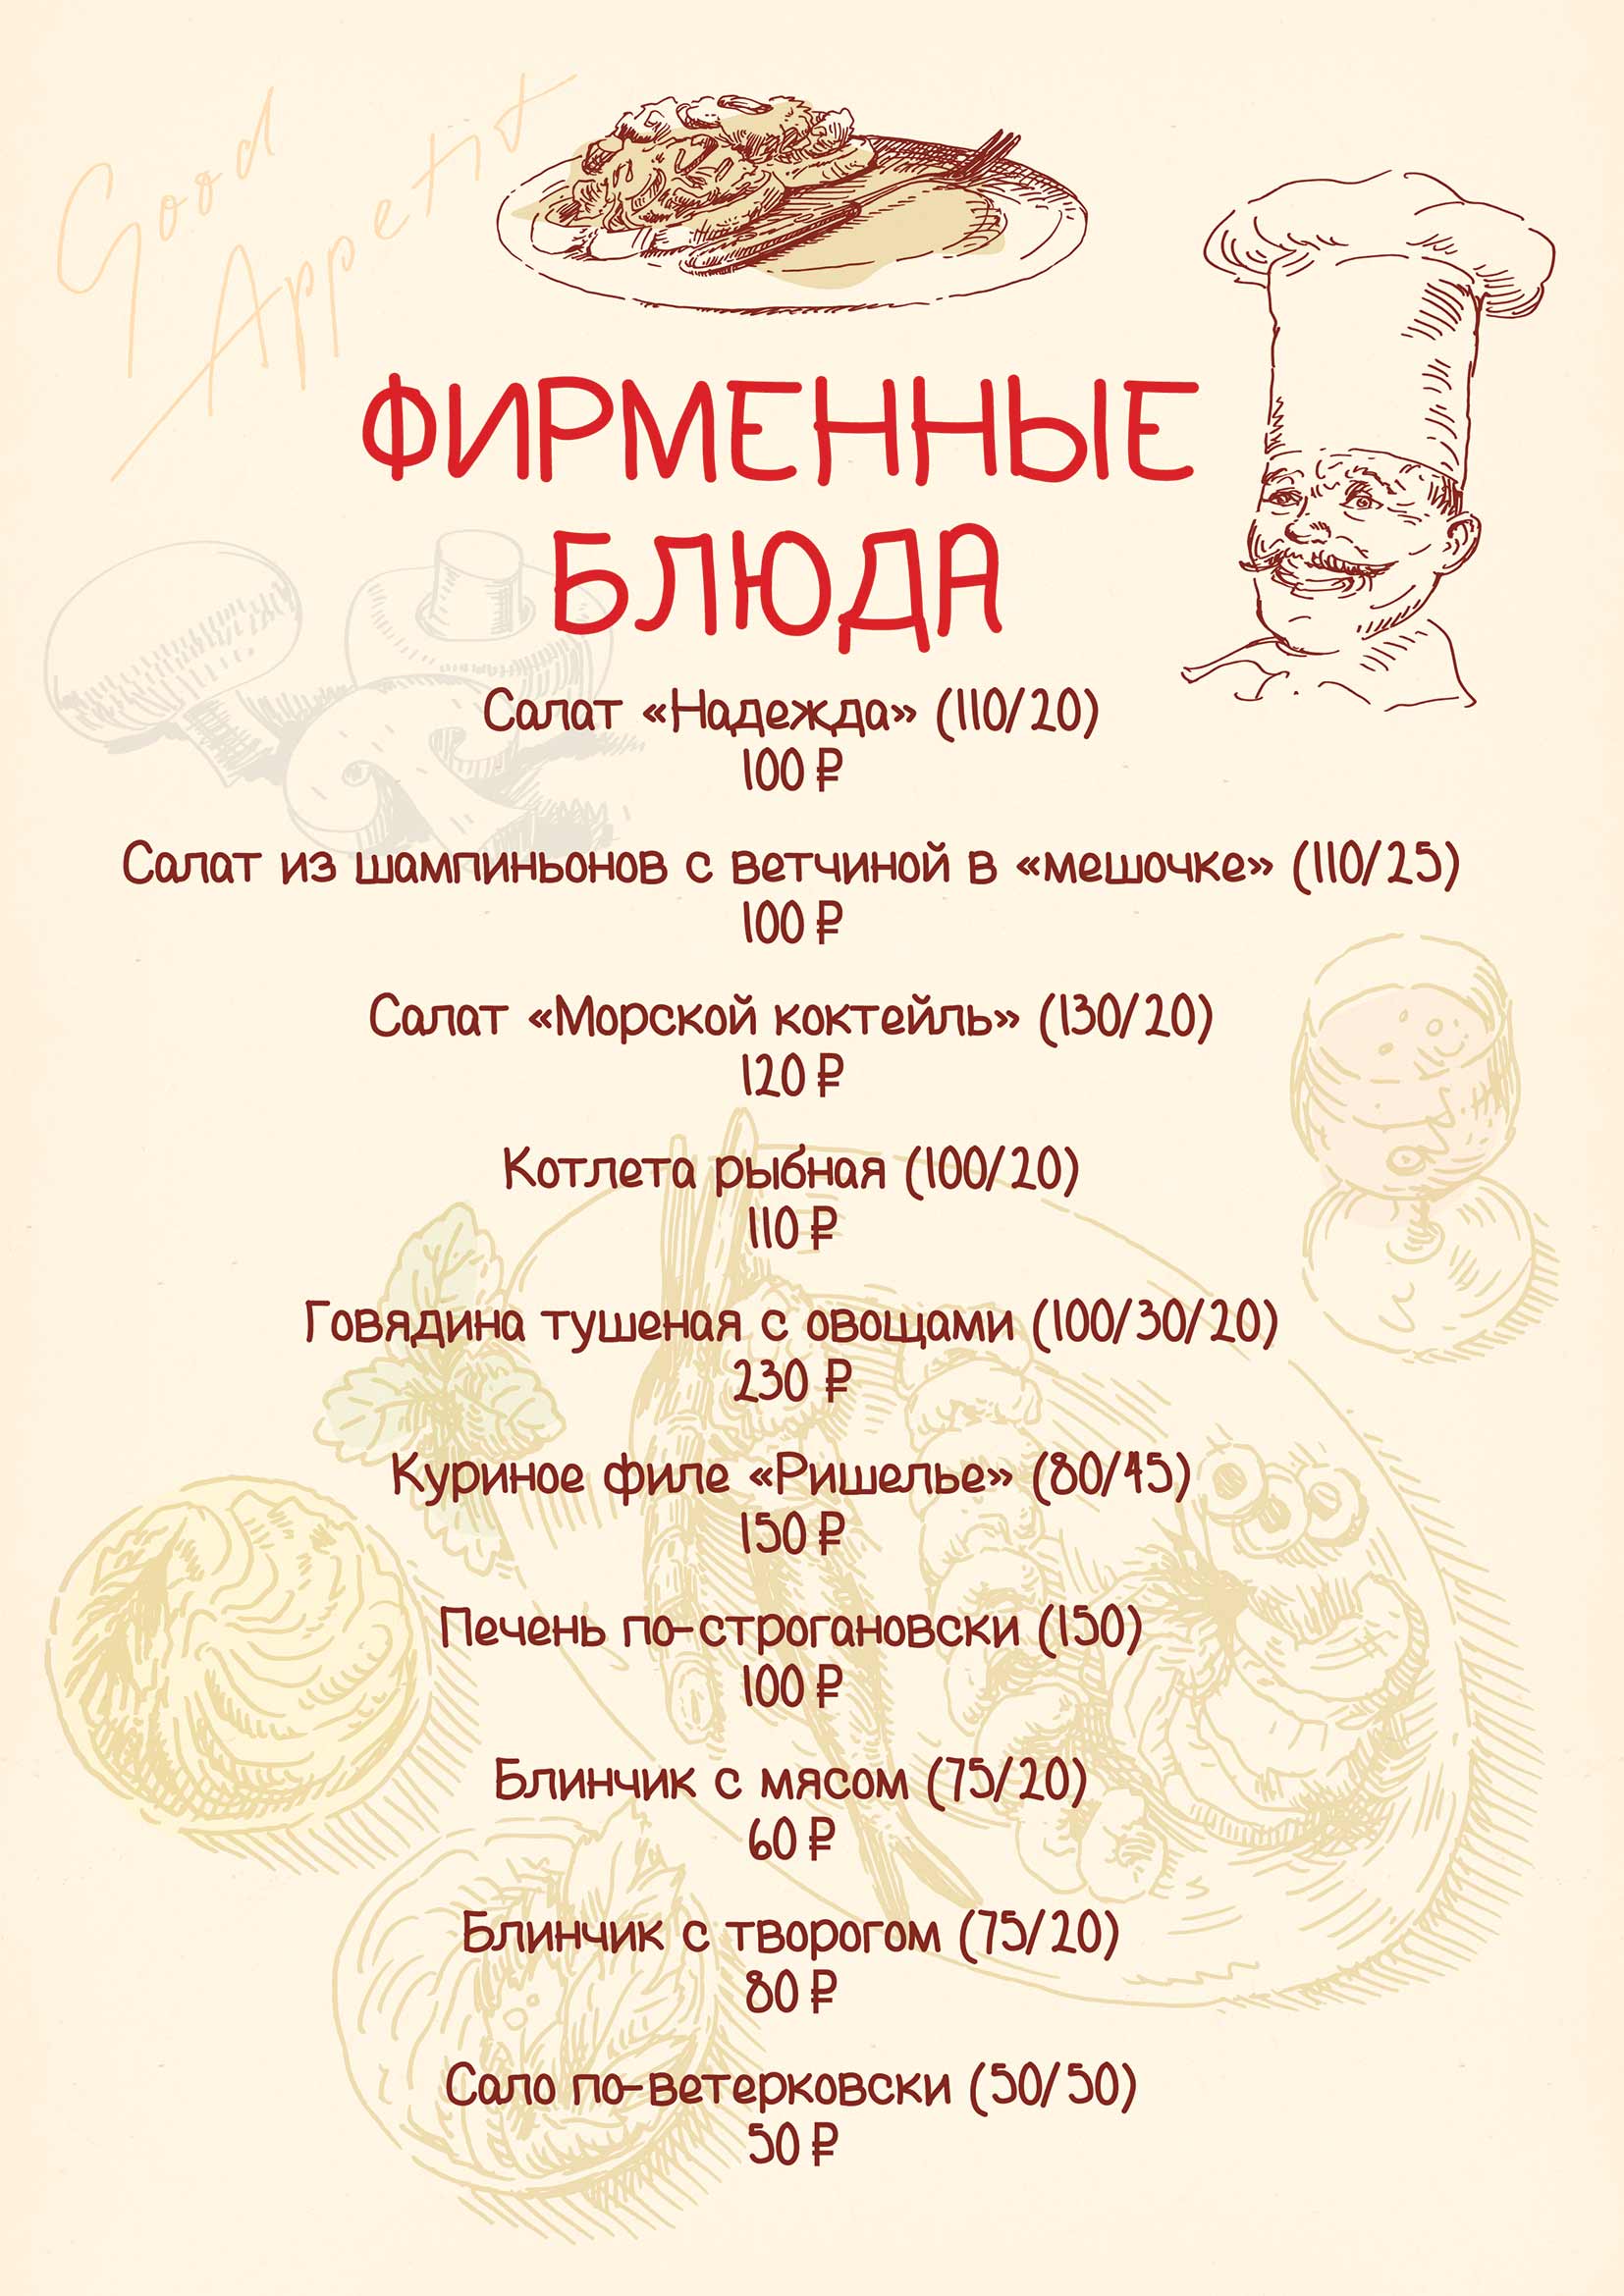 Good
Appetit
ФИРМЕННЫЕ
БЛЮДА
Салат «Надежда» (110/20)
100 ₽
Салат из шампиньонов с ветчиной в «мешочке» (110/25)
100 ₽
Салат «Морской коктейль» (130/20)
120 ₽
Котлета рыбная (100/20)
110 ₽
Говядина тушеная с овощами (100/30/20)
230 ₽
Куриное филе «Ришелье» (80/45)
150 ₽
Печень по-строгановски (150)
100 ₽
Блинчик с мясом (75/20)
60 ₽
Блинчик с творогом (75/20)
80 ₽
Сало по-ветерковски (50/50)
50 ₽